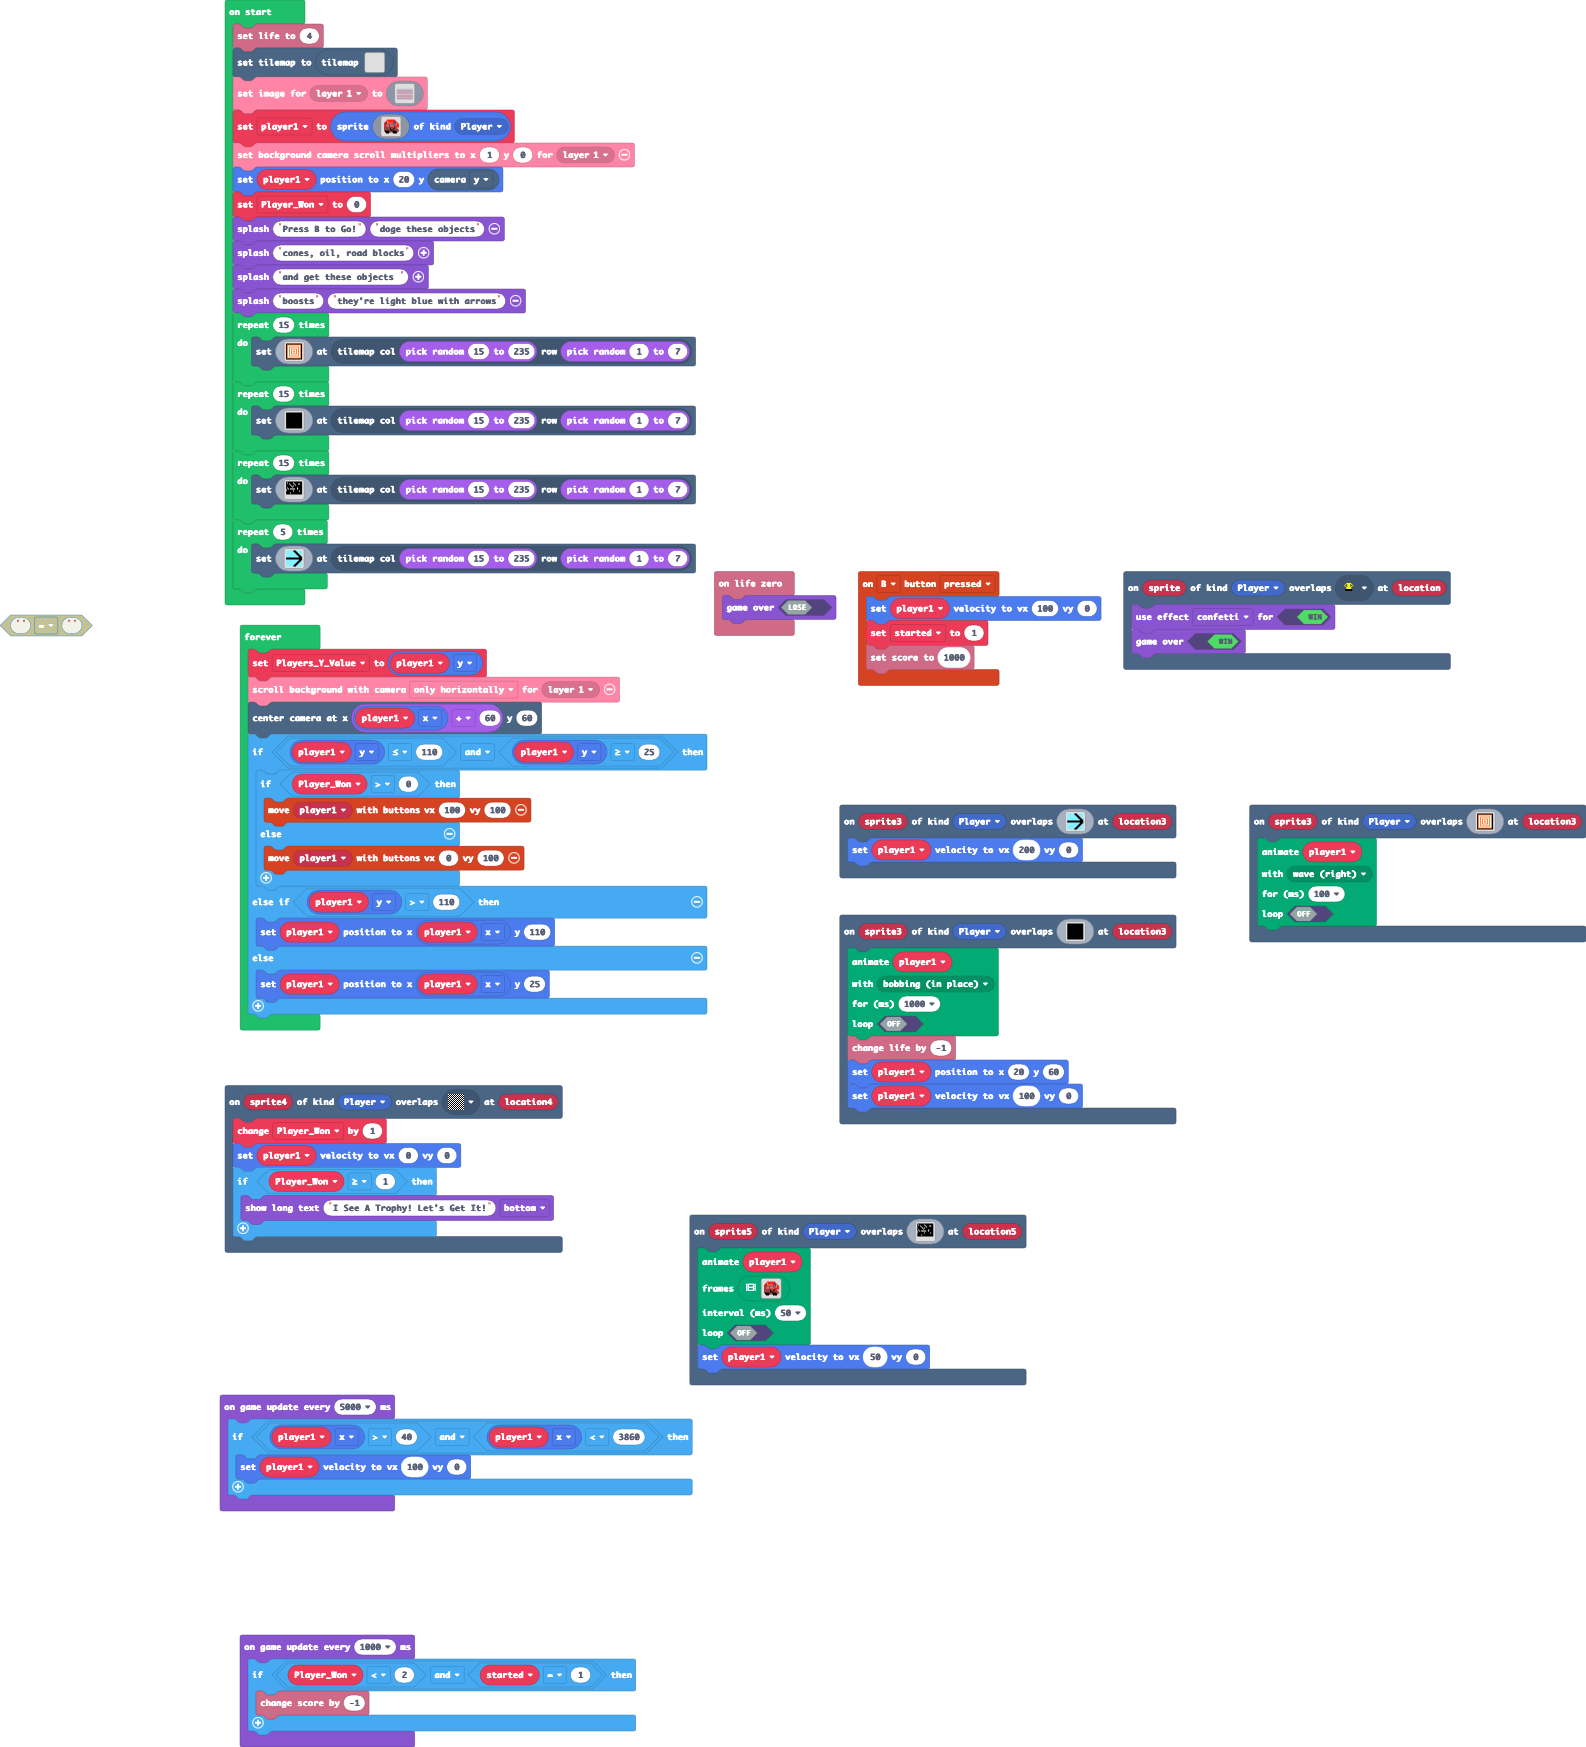 on start
set life to 4
set tilemap to tilemap
set image for layer 1 to
set player1 to sprite of kind Player
set background camera scroll multipliers to x 1 y 0 for layer 1
set player1 position to x 20 y camera y
set Player_Won to 0
splash "Press B to Go!" "doge these objects"
splash "cones, oil, road blocks"
splash "and get these objects "
splash "boosts" "they're light blue with arrows"
repeat 15 times
do set at tilemap col pick random 15 to 235 row pick random 1 to 7
repeat 15 times
do set at tilemap col pick random 15 to 235 row pick random 1 to 7
repeat 15 times
do set at tilemap col pick random 15 to 235 row pick random 1 to 7
repeat 5 times
do set at tilemap col pick random 15 to 235 row pick random 1 to 7
" " = " "
forever
set Players_Y_Value to player1 y
scroll background with camera only horizontally for layer 1
center camera at x player1 x + 60 y 60
if player1 y ≤ 110 and player1 y ≥ 25 then
if Player_Won > 0 then
move player1 with buttons vx 100 vy 100
else
move player1 with buttons vx 0 vy 100
else if player1 y > 110 then
set player1 position to x player1 x y 110
else
set player1 position to x player1 x y 25
on life zero
game over LOSE
on B button pressed
set player1 velocity to vx 100 vy 0
set started to 1
set score to 1000
on sprite of kind Player overlaps at location
use effect confetti for WIN
game over WIN
on sprite3 of kind Player overlaps at location3
set player1 velocity to vx 200 vy 0
on sprite3 of kind Player overlaps at location3
animate player1
with wave (right)
for (ms) 100
loop OFF
on sprite3 of kind Player overlaps at location3
animate player1
with bobbing (in place)
for (ms) 1000
loop OFF
change life by -1
set player1 position to x 20 y 60
set player1 velocity to vx 100 vy 0
on sprite4 of kind Player overlaps at location4
change Player_Won by 1
set player1 velocity to vx 0 vy 0
if Player_Won ≥ 1 then
show long text "I See A Trophy! Let's Get It!" bottom
on sprite5 of kind Player overlaps at location5
animate player1
frames
interval (ms) 50
loop OFF
set player1 velocity to vx 50 vy 0
on game update every 5000 ms
if player1 x > 40 and player1 x < 3860 then
set player1 velocity to vx 100 vy 0
on game update every 1000 ms
if Player_Won < 2 and started = 1 then
change score by -1